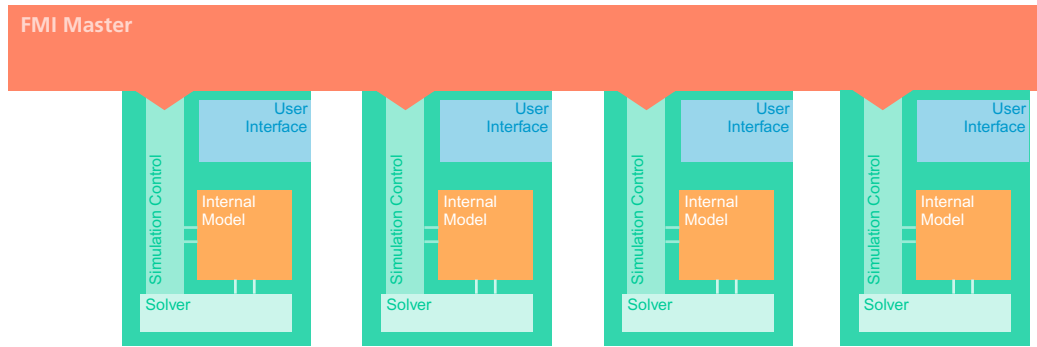 FMI Master
User
Interface
Simulation Control
Internal
Model
Solver
User
Interface
Simulation Control
Internal
Model
Solver
User
Interface
Simulation Control
Internal
Model
Solver
User
Interface
Simulation Control
Internal
Model
Solver